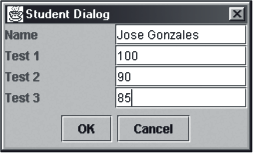 Student Dialog
Name Jose Gonzales
Test 1 100
Test 2 90
Test 3 85
OK Cancel